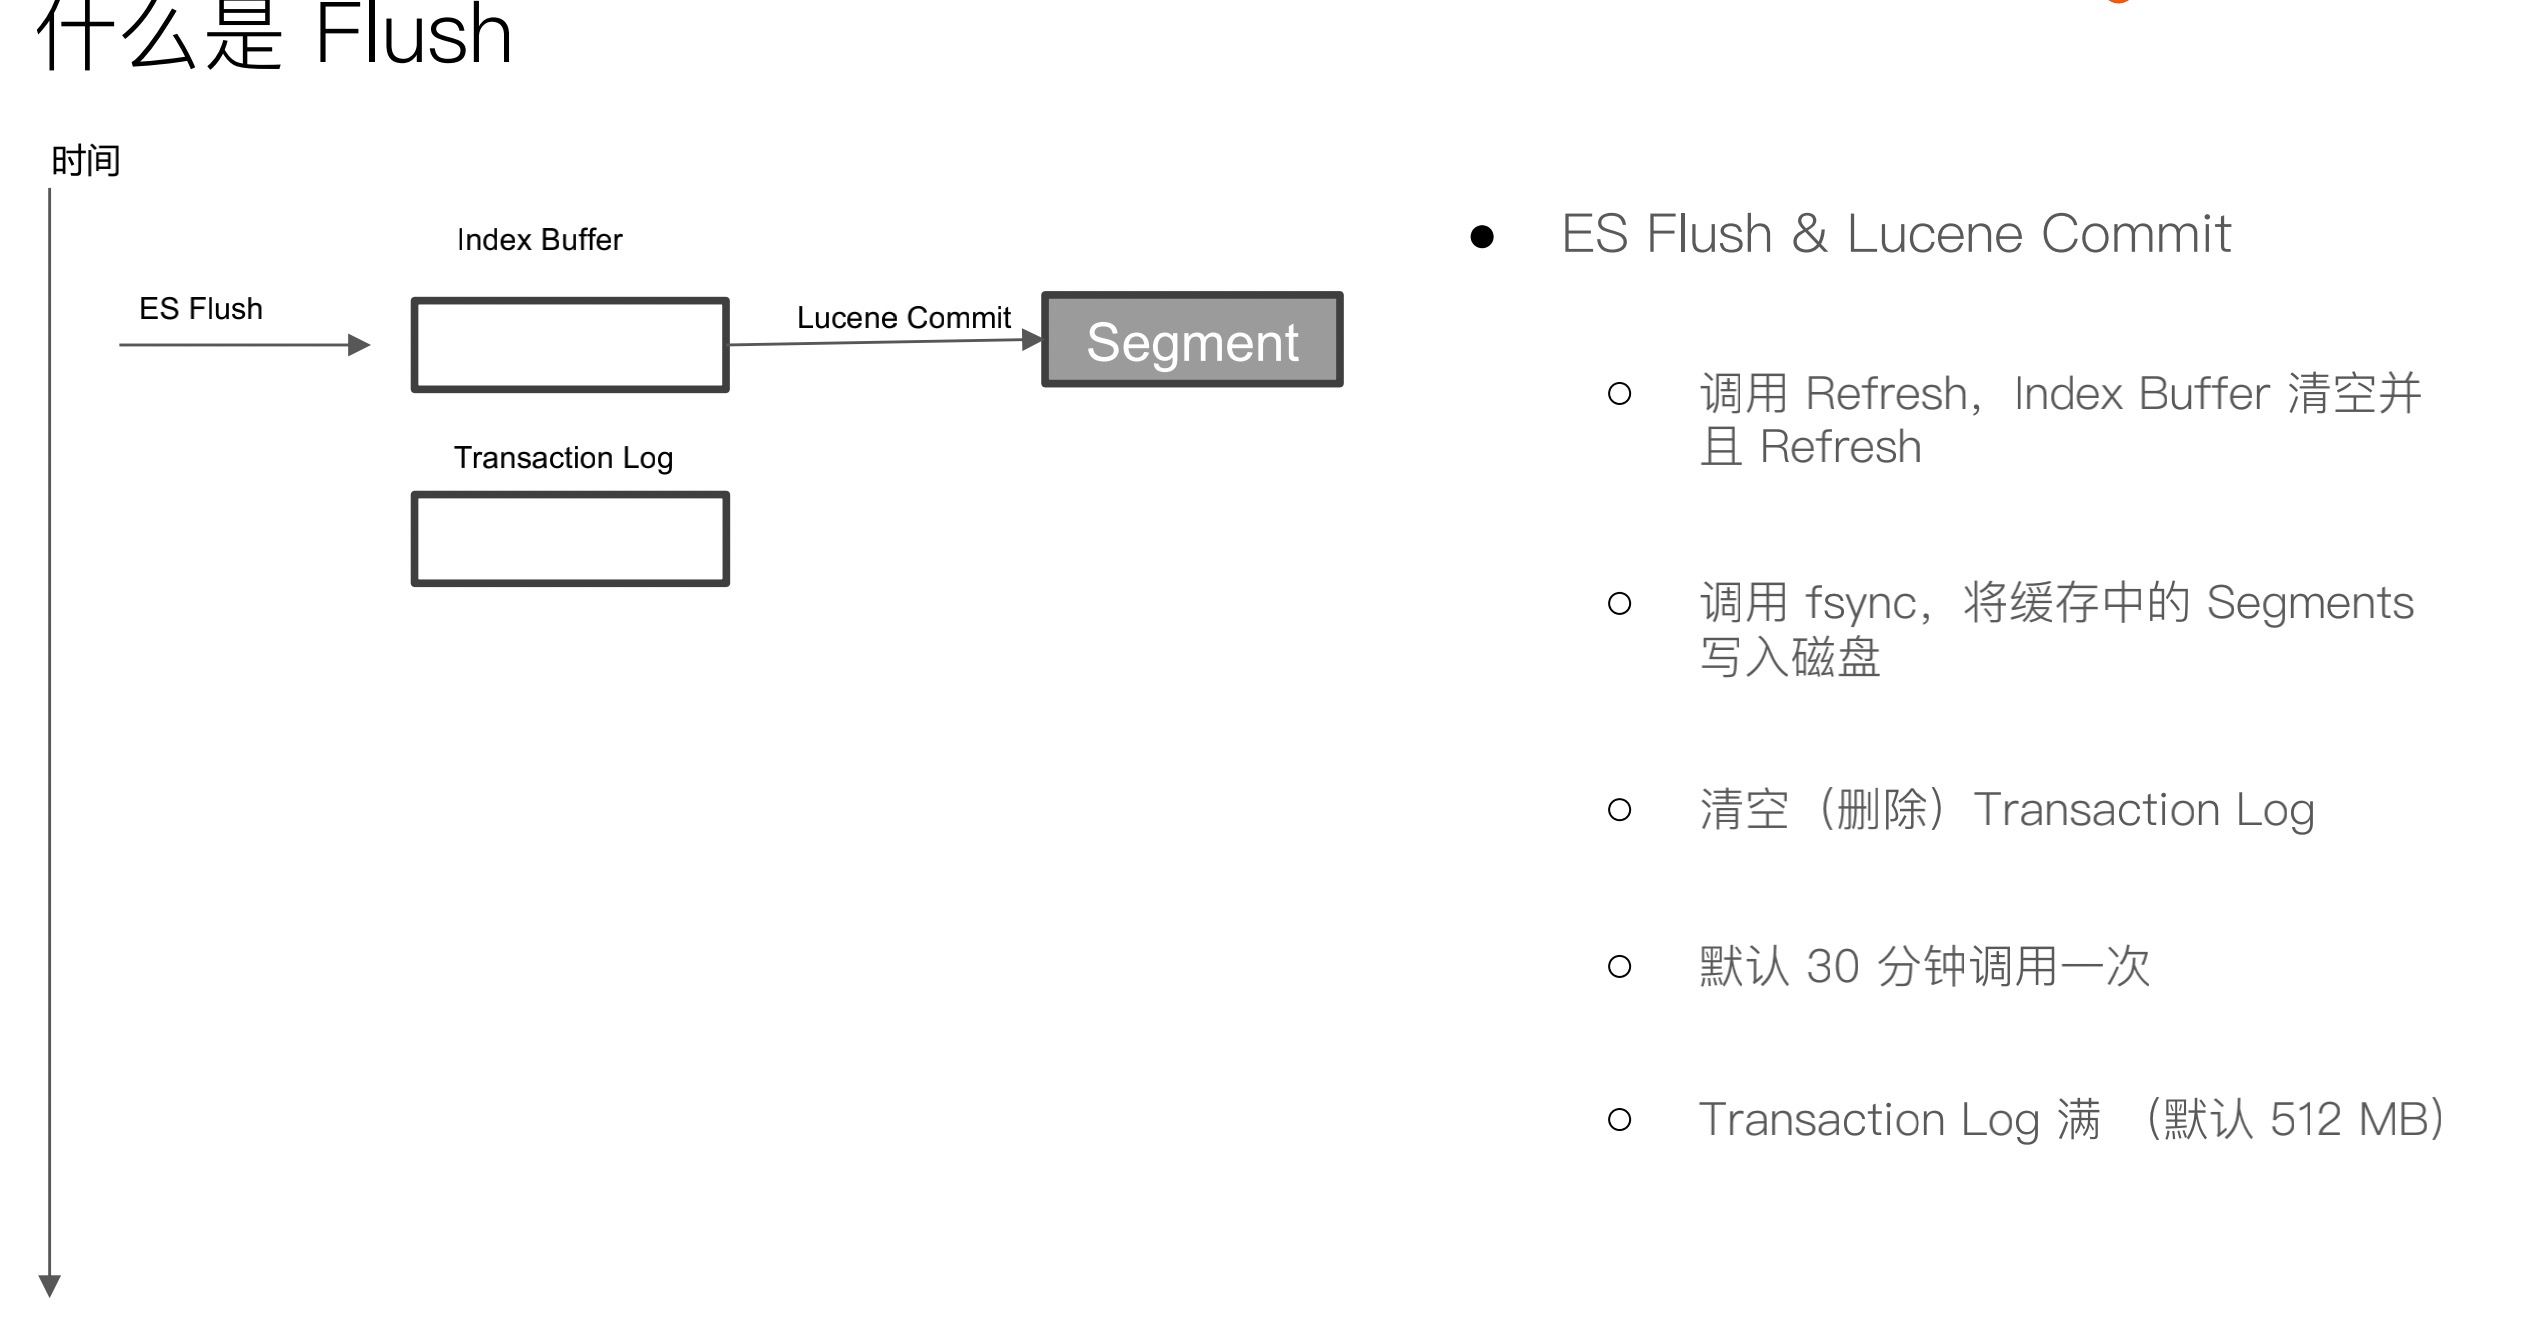 什么是 Flush
时间
Index Buffer
ES Flush
Lucene Commit
Segment
Transaction Log
ES Flush & Lucene Commit
调用 Refresh，Index Buffer 清空并
且 Refresh
调用 fsync，将缓存中的 Segments
写入磁盘
清空（删除）Transaction Log
默认 30 分钟调用一次
Transaction Log 满 （默认 512 MB）